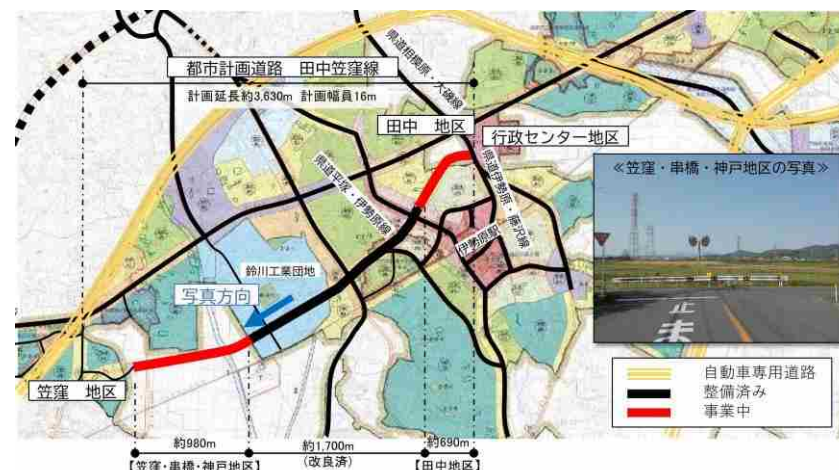 都市計画道路 田中笠窪線
計画延長約3,630m 計画幅員16m
県道相模原・大磯線
田中 地区
行政センター地区
県道平塚・伊勢原線
県道伊勢原・藤沢線
伊勢原駅
鈴川工業団地
写真方向
笠窪 地区
≪笠窪・串橋・神戸地区の写真≫
止ま
自動車専用道路
整備済み
事業中
約980m
約1,700m
約690m
(改良済)
【笠窪・串橋・神戸地区】
【田中地区】